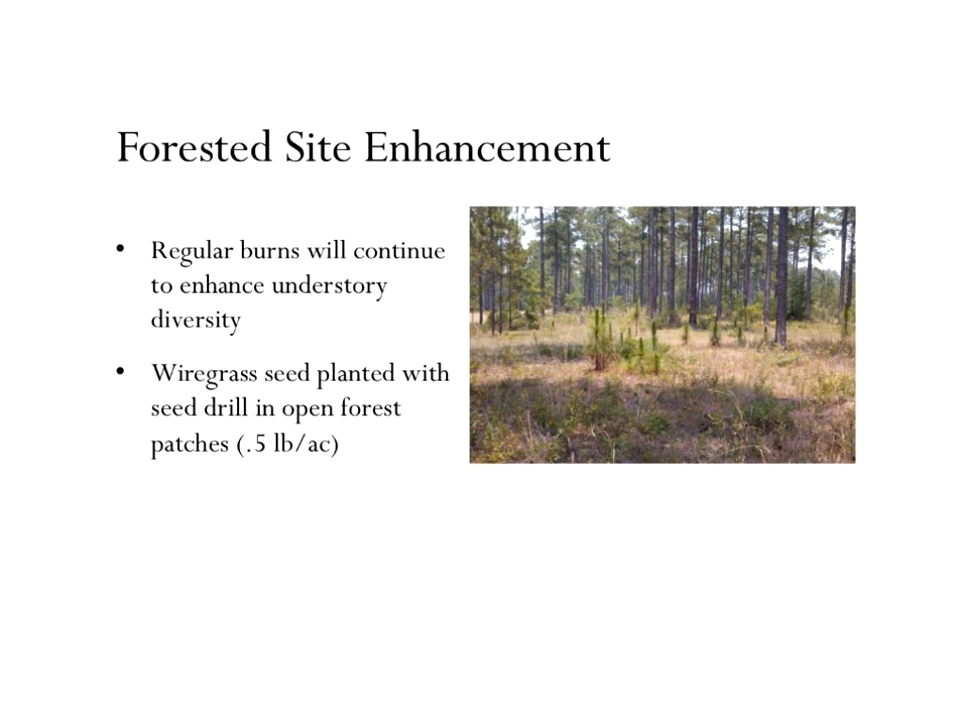 Forested Site Enhancement
• Regular burns will continue
to enhance understory
diversity
• Wiregrass seed planted with
seed drill in open forest
patches (.5 lb/ac)